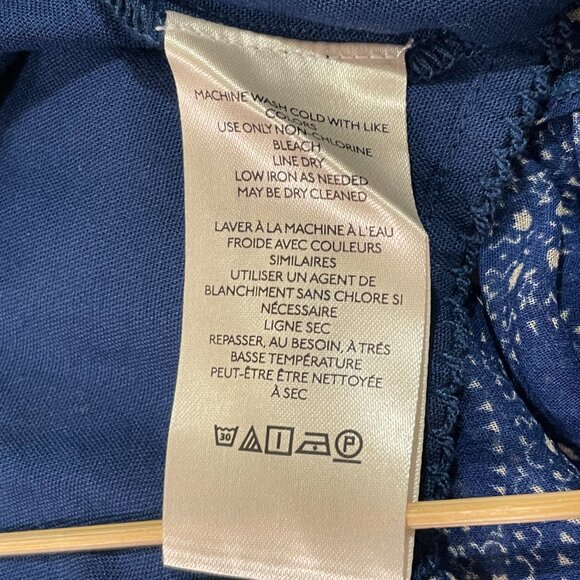 MACHINE WASH COLD WITH LIKE
COLORS
USE ONLY NON-CHLORINE
BLEACH
LINE DRY
LOW IRON AS NEEDED
MAY BE DRY CLEANED
LAVER À LA MACHINE À L'EAU
FROIDE AVEC COULEURS
SIMILAIRES
UTILISER UN AGENT DE
BLANCHIMENT SANS CHLORE SI
NÉCESSAIRE
LIGNE SEC
REPASSER, AU BESOIN, À TRÉS
BASSE TEMPÉRATURE
PEUT-ÊTRE ÊTRE NETTOYÉE
À SEC
30 P